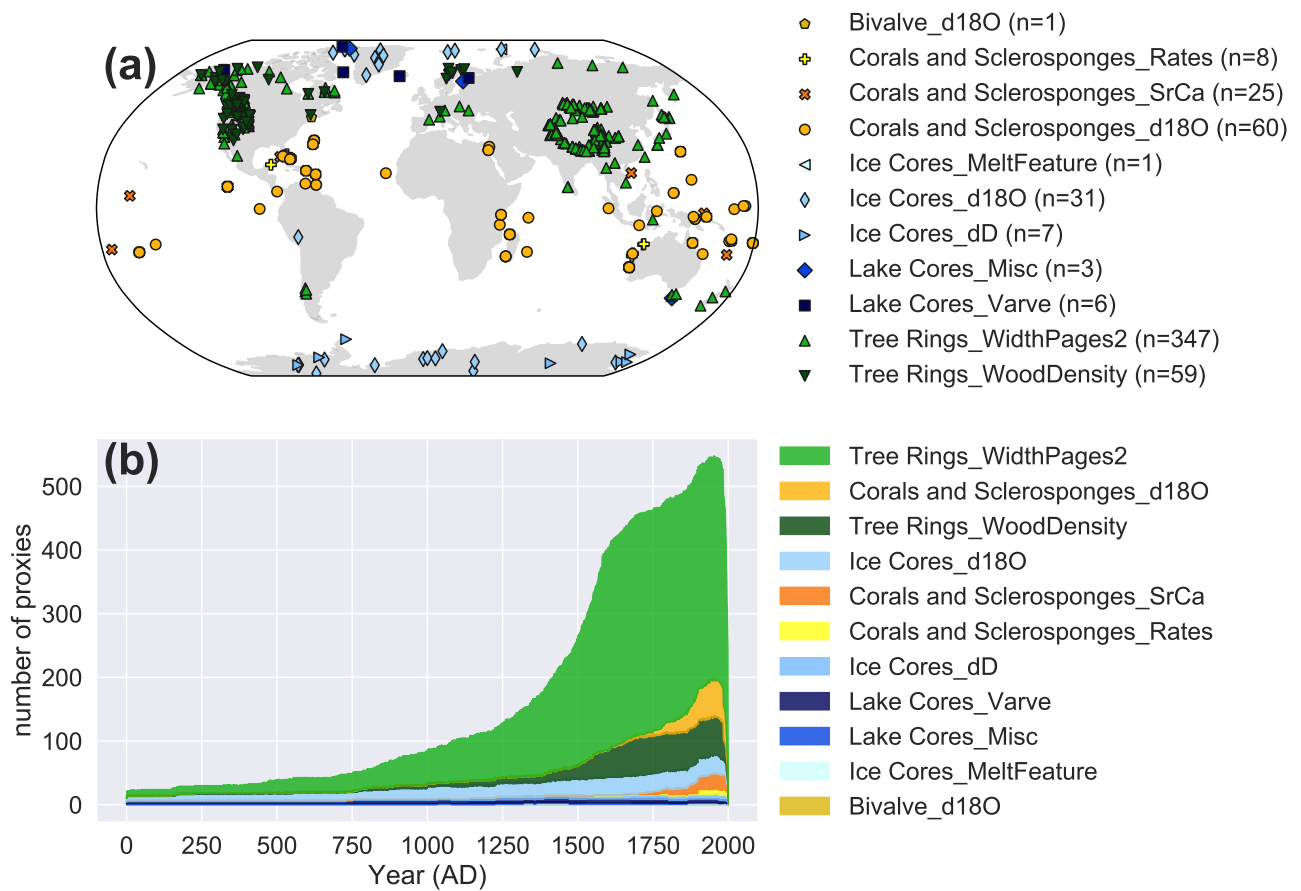 (a)
Bivalve_d18O (n=1)
Corals and Sclerosponges_Rates (n=8)
Corals and Sclerosponges_SrCa (n=25)
Corals and Sclerosponges_d18O (n=60)
Ice Cores_MeltFeature (n=1)
Ice Cores_d18O (n=31)
Ice Cores_dD (n=7)
Lake Cores_Misc (n=3)
Lake Cores_Varve (n=6)
Tree Rings_WidthPages2 (n=347)
Tree Rings_WoodDensity (n=59)
(b)
number of proxies
500
400
300
200
100
0
0 250 500 750 1000 1250 1500 1750 2000
Year (AD)
Tree Rings_WidthPages2
Corals and Sclerosponges_d18O
Tree Rings_WoodDensity
Ice Cores_d18O
Corals and Sclerosponges_SrCa
Corals and Sclerosponges_Rates
Ice Cores_dD
Lake Cores_Varve
Lake Cores_Misc
Ice Cores_MeltFeature
Bivalve_d18O